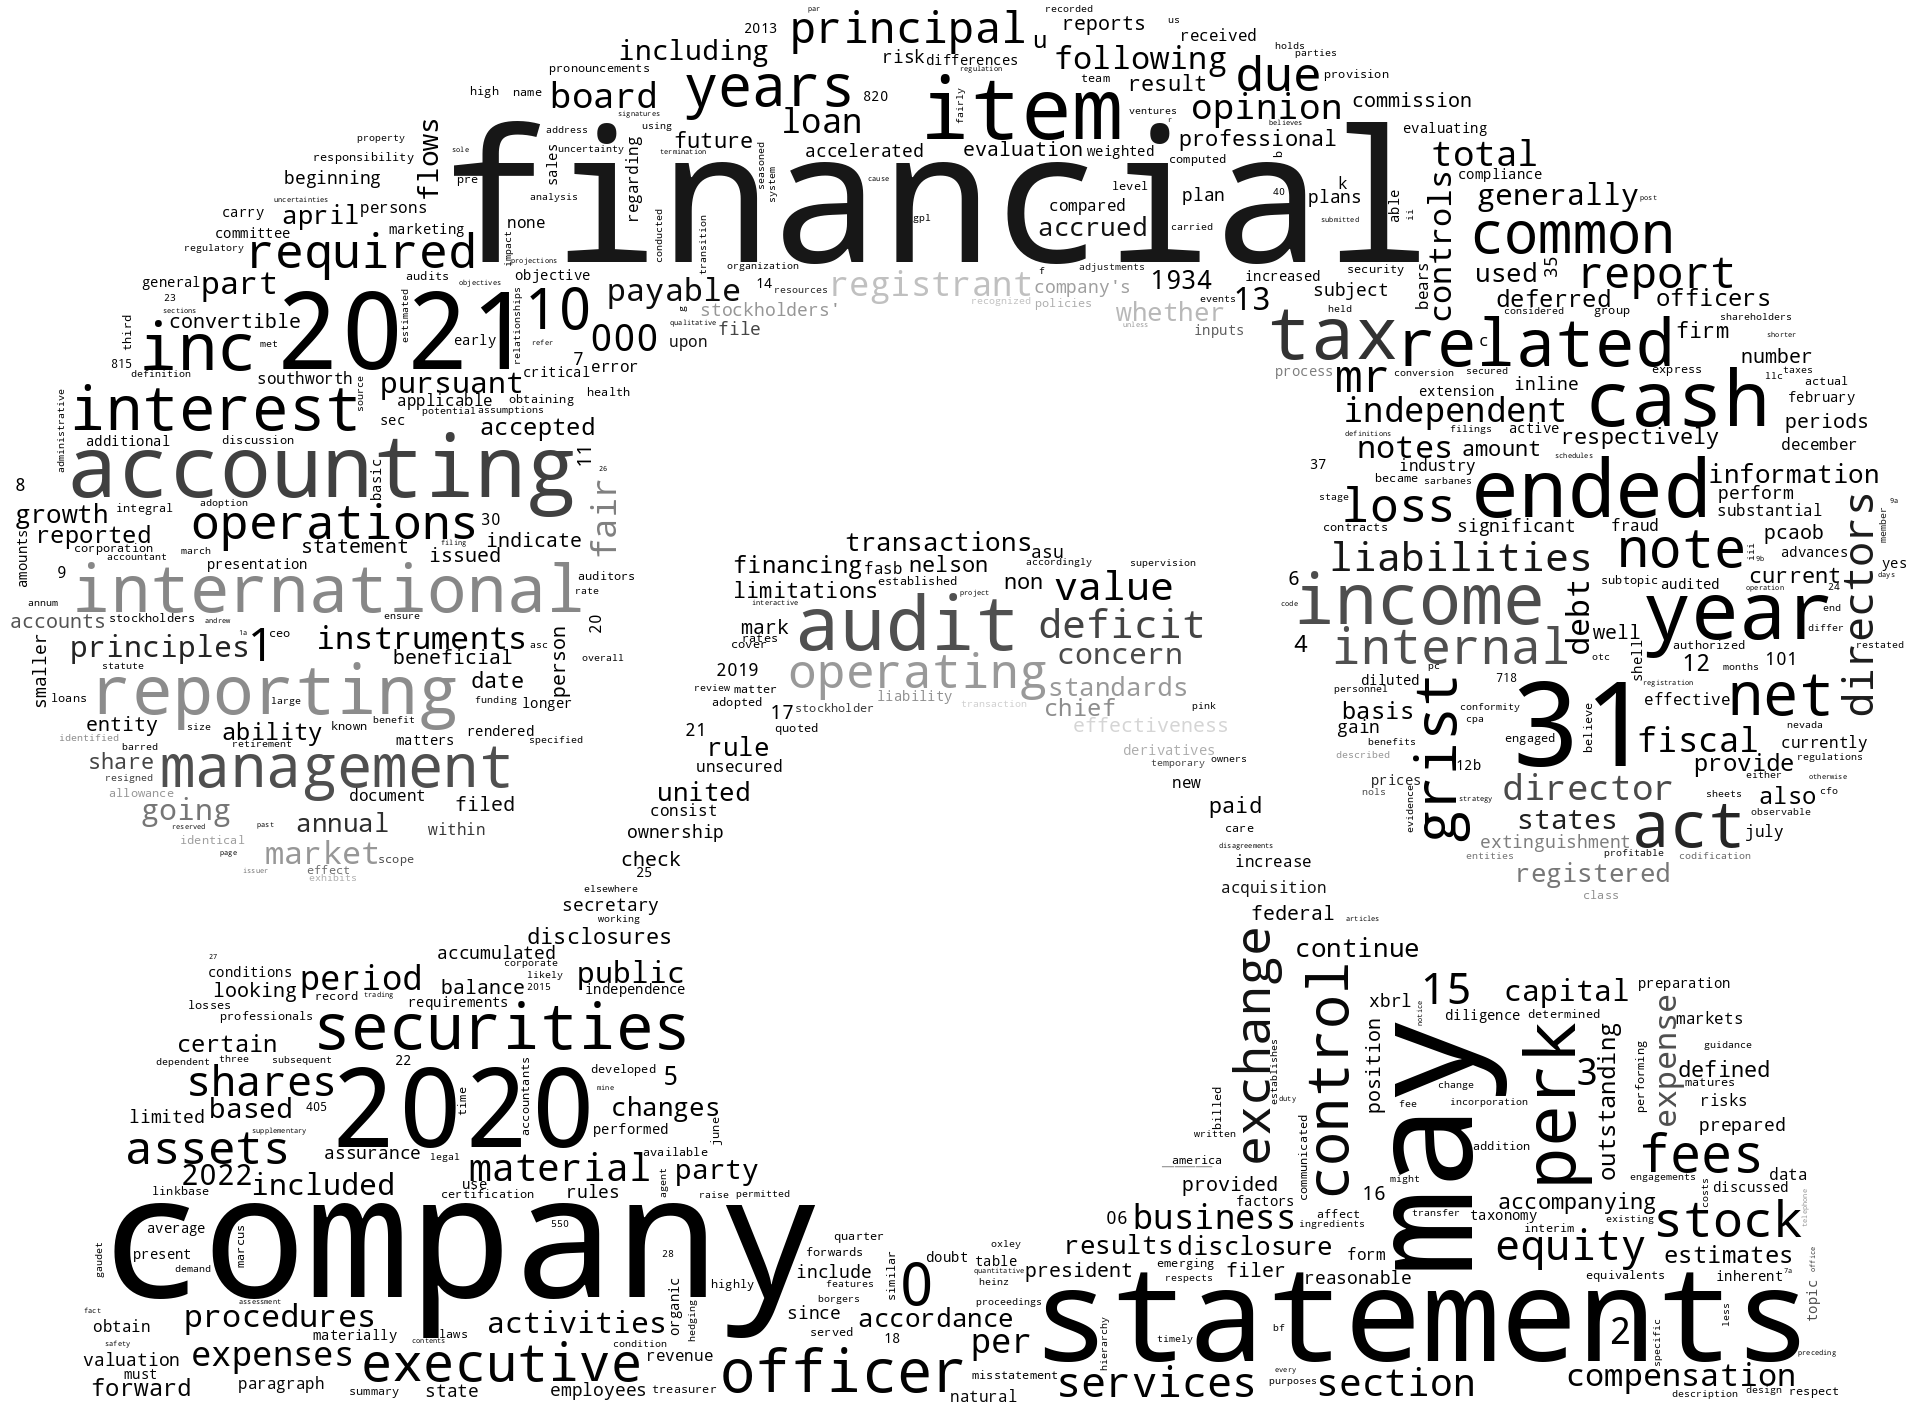 par
recorded
principal
u
reports
us
2013
received
including
following
holds
parties
risk
differences
regulation
due
provision
pronouncements
years
item
team
result
high
name
board
820
fairly
opinion
commission
ventures
signatures
loan
r
believes
evaluating
flows
address
using
future
professional
property
uncertainty
accelerated
evaluation
weighted
total
sole
sales
termination
financial
computed
responsibility
regarding
seasoned
system
b
compliance
beginning
pre
cause
level
k
controls
generally
post
analysis
compared
plan
40
plans
able
ii
uncertainties
carry
april
persons
none
gpl
accrued
carried
submitted
common
committee
marketing
conducted
transition
regulatory
required
impact
projections
organization
f
adjustments
security
used
35
report
general
part
audits
objectives
objective
payable
14
resources
registrant
recognized
company's
policies
1934
increased
subject
bears
deferred
officers
23
sections
2021
estimated
10
g
stockholders'
whether
unless
events
13
held
considered
group
shareholders
third
convertible
relationships
000
qualitative
file
inputs
tax
related
firm
shorter
inc
met
early
refer
upon
c
number
815
definition
southworth
7
critical
error
process
mr
conversion
secured
express
llc
taxes
pursuant
health
extension
inline
cash
actual
interest
source
applicable
obtaining
february
administrative
potential
assumptions
independent
periods
additional
discussion
sec
accepted
definitions
filings
active
respectively
december
notes
amount
schedules
accounting
basic
11
26
37
industry
ended
information
8
became
sarbanes
growth
integral
adoption
fair
stage
loss
perform
directors
9a
reported
operations
30
substantial
amounts
corporation
march
statement
filing
indicate
contracts
significant
fraud
pcaob
member
accountant
issued
transactions
asu
note
iii
9b
advances
9
presentation
auditors
financing
fasb
nelson
accordingly
supervision
liabilities
yes
international
rate
limitations
established
non
value
6
subtopic
audited
current
days
annum
interactive
project
code
income
debt
24
operation
accounts
stockholders
andrew
ensure
20
mark
audit
deficit
year
end
principles
1a
1
ceo
instruments
asc
rates
cover
4
internal
well
authorized
differ
restated
smaller
statute
beneficial
person
overall
2019
operating
concern
otc
shell
12
months
101
reporting
date
review
matter
standards
pc
diluted
718
registration
loans
large
funding
longer
adopted
liability
transaction
chief
pink
personnel
31
effective
net
entity
size
ability
known
benefit
rendered
17
stockholder
effectiveness
basis
grist
conformity
cpa
nevada
identified
barred
retirement
matters
specified
21
quoted
gain
engaged
believe
fiscal
currently
share
management
rule
derivatives
benefits
described
12b
provide
regulations
resigned
unsecured
temporary
owners
prices
either
otherwise
allowance
document
filed
united
new
nols
strategy
director
sheets
also
cfo
going
reserved
past
annual
within
consist
paid
evidence
states
act
observable
july
identical
ownership
care
extinguishment
page
market
scope
check
disagreements
entities
profitable
codification
issuer
effect
exhibits
25
increase
registered
elsewhere
acquisition
class
secretary
working
federal
articles
disclosures
27
accumulated
corporate
exchange
continue
conditions
period
likely
public
looking
record
trading
balance
2015
independence
control
xbrl
15
capital
preparation
losses
requirements
notice
professionals
securities
diligence
determined
expense
markets
certain
position
may
perk
outstanding
guidance
dependent
three
subsequent
22
developed
5
establishes
performing
defined
shares
2020
time
accountants
mine
change
3
matures
limited
based
405
changes
duty
fee
incorporation
risks
supplementary
performed
june
billed
written
communicated
prepared
assets
assurance
legal
available
addition
fees
2022
material
party
america
engagements
data
linkbase
included
use
certification
rules
agent
raise
permitted
provided
factors
16
might
accompanying
costs
discussed
company
550
06
business
affect
ingredients
transfer
taxonomy
existing
stock
telephone
average
marcus
quarter
interim
gaudet
present
28
forwards
similar
doubt
oxley
results
disclosure
form
equity
estimates
demand
highly
include
features
0
table
quantitative
heinz
president
emerging
respects
filer
reasonable
equivalents
inherent
7a
office
assessment
organic
borgers
proceedings
statements
topic
fact
procedures
activities
hedging
since
accordance
less
obtain
materially
laws
contents
served
18
per
hierarchy
timely
bf
2
specific
safety
condition
preceding
valuation
expenses
executive
revenue
officer
misstatement
every
purposes
compensation
must
forward
paragraph
summary
state
employees
treasurer
natural
services
section
description
design
respect